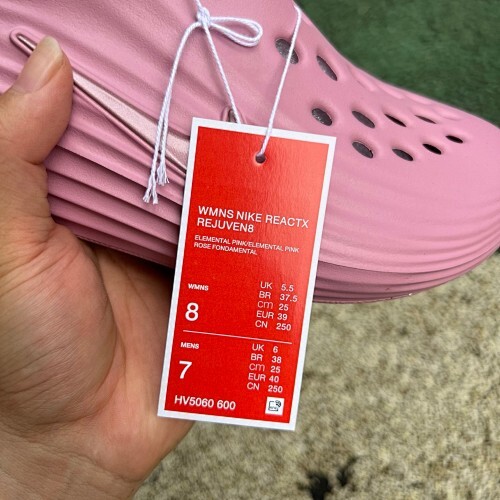 WMNS NIKE REACTX
REJUVEN8
ELEMENTAL PINK/ELEMENTAL PINK
ROSE FONDAMENTAL
WMNS
8
UK 5.5
BR 37.5
CM 25
EUR 39
CN 250
MENS
7
UK 6
BR 38
CM 25
EUR 40
CN 250
HV5060 600